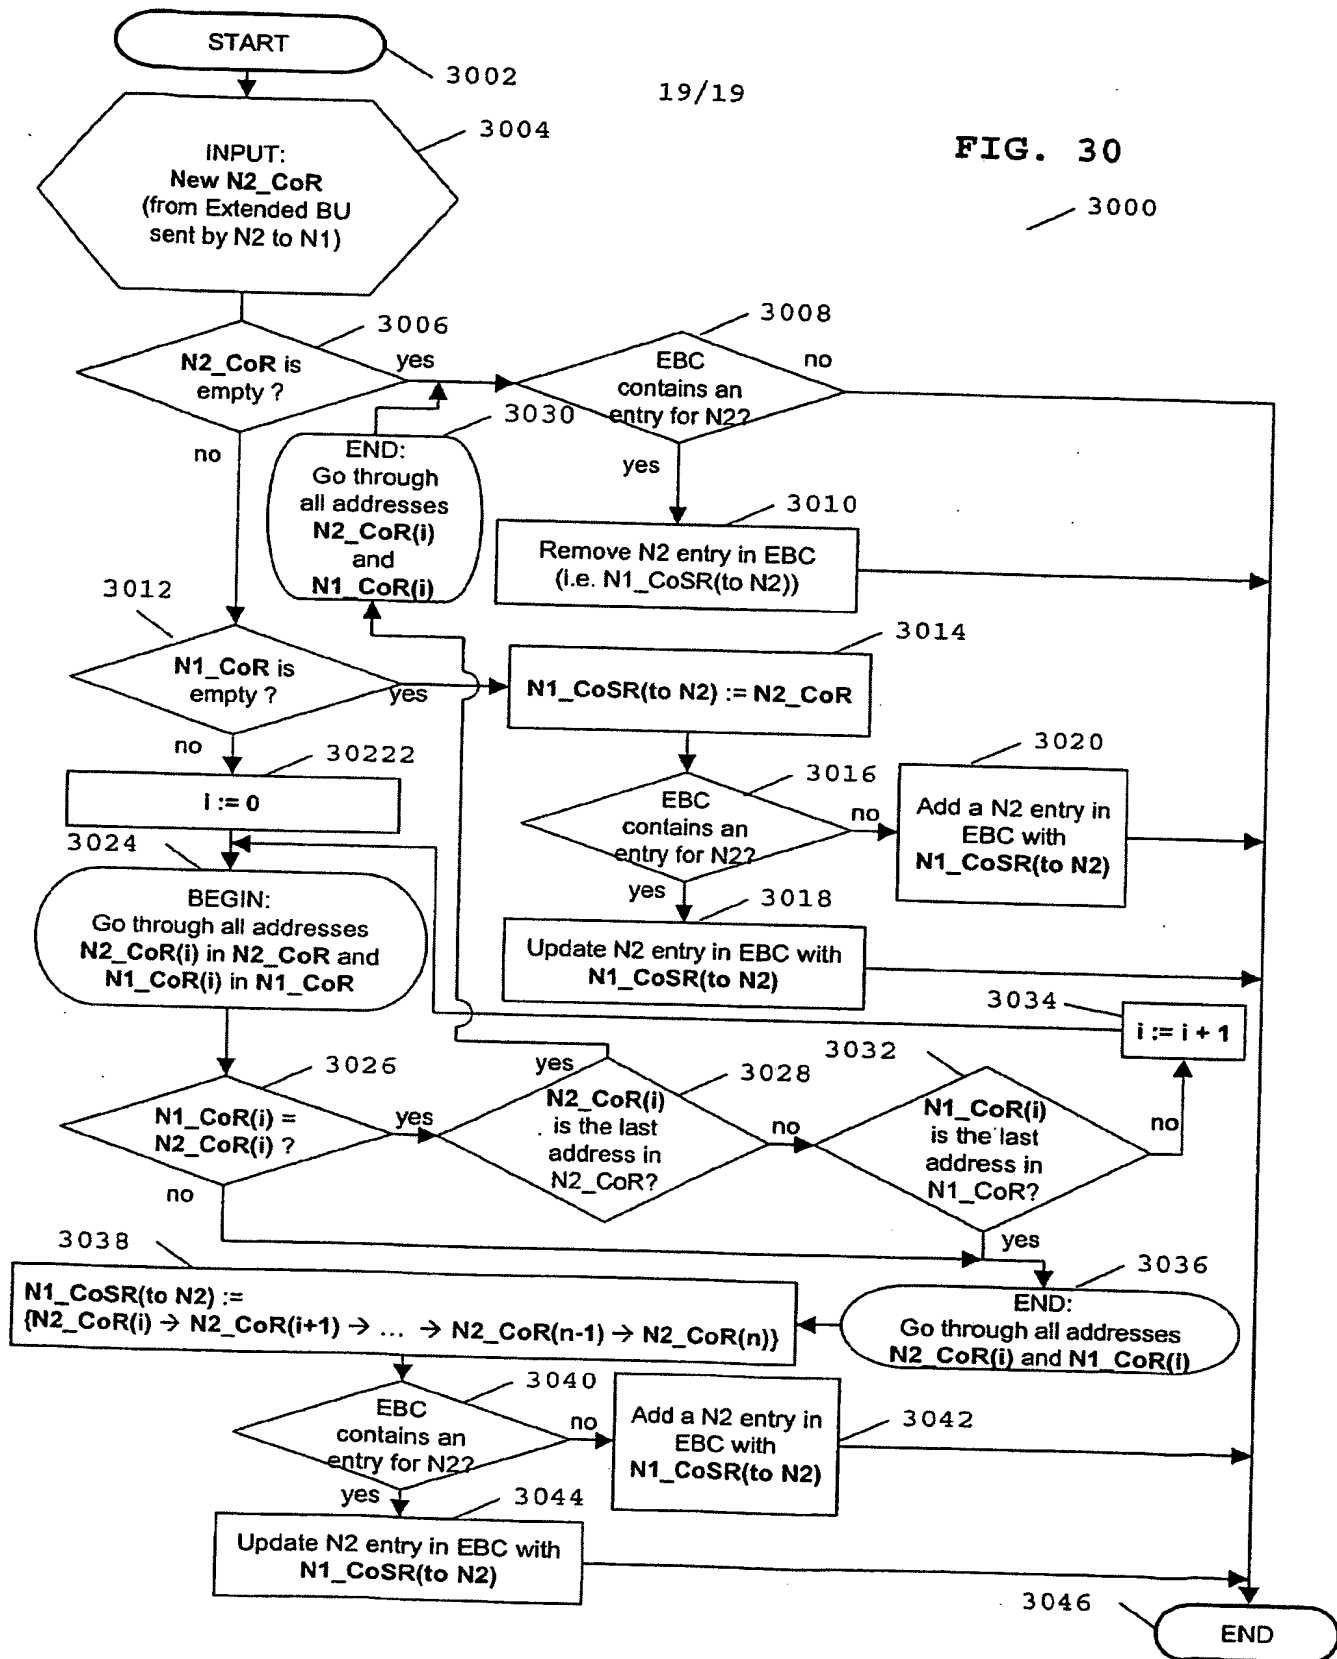 START
3002
19/19
3004
FIG. 30
INPUT:
New N2_CoR
(from Extended BU
sent by N2 to N1)
3000
3006
3008
N2_CoR is
empty ?
yes
EBC
contains an
entry for N2?
no
3030
no
END:
Go through
all addresses
N2_CoR(i)
and
N1_CoR(i)
yes
3010
Remove N2 entry in EBC
(i.e. N1_CoSR(to N2))
3012
3014
N1_CoR is
empty ?
yes
N1_CoSR(to N2) := N2_CoR
no
30222
3020
i := 0
3016
EBC
contains an
entry for N2?
no
Add a N2 entry in
EBC with
N1_CoSR(to N2)
3024
yes
3018
BEGIN:
Go through all addresses
N2_CoR(i) in N2_CoR and
N1_CoR(i) in N1_CoR
Update N2 entry in EBC with
N1_CoSR(to N2)
3034
i := i + 1
3026
yes
3028
3032
N1_CoR(i) =
N2_CoR(i) ?
yes
N2_CoR(i)
is the last
address in
N2_CoR?
no
N1_CoR(i)
is the last
address in
N1_CoR?
no
no
yes
3038
3036
N1_CoSR(to N2) :=
{N2_CoR(i) → N2_CoR(i+1) → ... → N2_CoR(n-1) → N2_CoR(n)}
END:
Go through all addresses
N2_CoR(i) and N1_CoR(i)
3040
EBC
contains an
entry for N2?
no
Add a N2 entry in
EBC with
N1_CoSR(to N2)
3042
yes
3044
Update N2 entry in EBC with
N1_CoSR(to N2)
3046
END